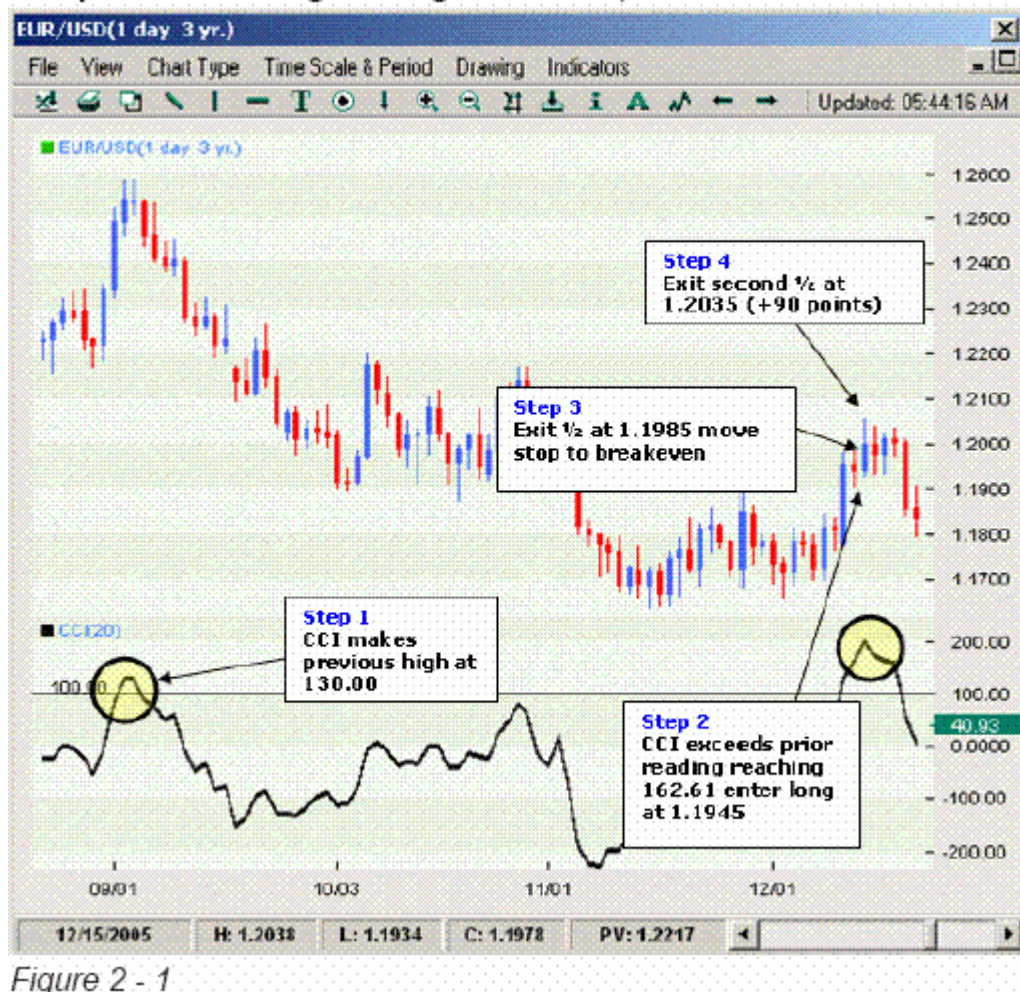 EUR/USD(1 day 3 yr.)
File View Chart Type Time Scale & Period Drawing Indicators
Updated: 05:44:16 AM
EUR/USD(1 day 3 yr.)
1.2600
1.2500
1.2400
1.2300
1.2200
1.2100
1.2000
1.1900
1.1800
1.1700
Step 4
Exit second ½ at
1.2035 (+90 points)
Step 3
Exit ½ at 1.1985 move
stop to breakeven
CCI(20)
Step 1
CCI makes
previous high at
130.00
100.00
200.00
100.00
40.93
0.0000
-100.00
-200.00
Step 2
CCI exceeds prior
reading reaching
162.61 enter long
at 1.1945
09/01 10/03 11/01 12/01
12/15/2005 H: 1.2038 L: 1.1934 C: 1.1978 PV: 1.2217
Figure 2 - 1